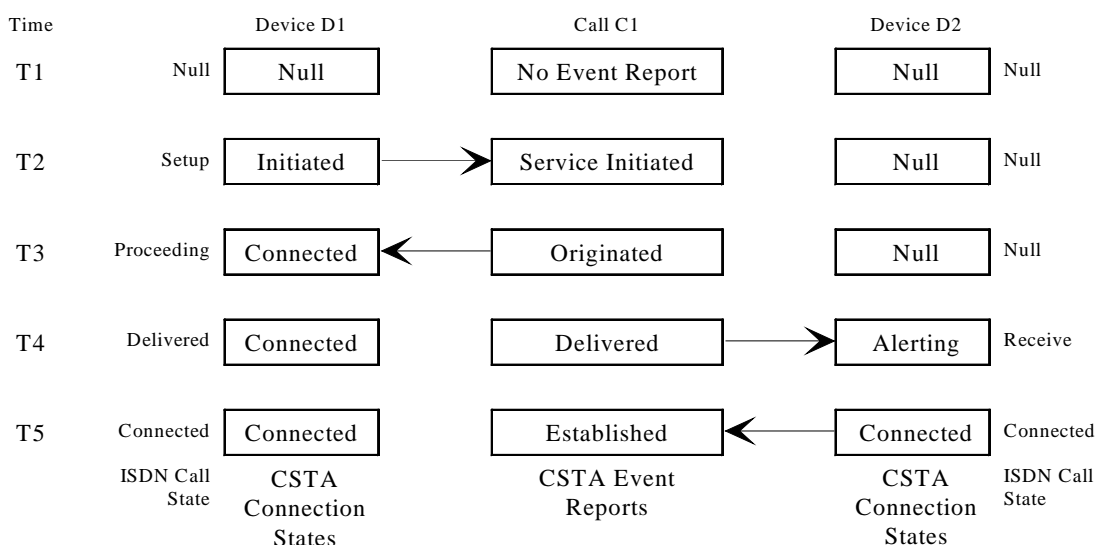 Time Device D1 Call C1 Device D2
T1 Null Null No Event Report Null Null
T2 Setup Initiated Service Initiated Null Null
T3 Proceeding Connected Originated Null Null
T4 Delivered Connected Delivered Alerting Receive
T5 Connected Connected Established Connected Connected
ISDN Call
State
CSTA
Connection
States
CSTA Event
Reports
CSTA
Connection
States
ISDN Call
State